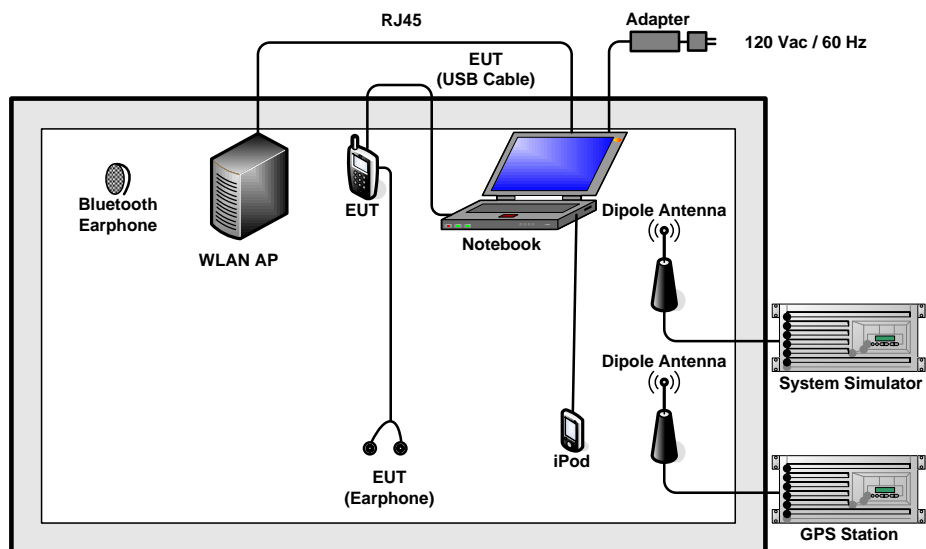 RJ45
Adapter
120 Vac / 60 Hz
EUT
(USB Cable)
Bluetooth
Earphone
WLAN AP
EUT
Notebook
Dipole Antenna
System Simulator
Dipole Antenna
EUT
(Earphone)
iPod
GPS Station